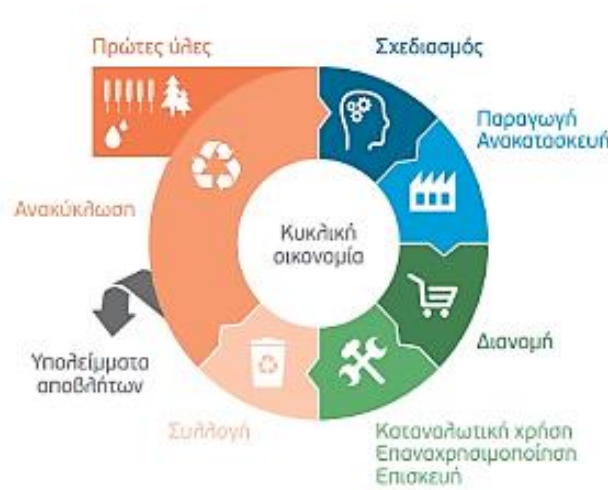 Πρώτες ύλες
Σχεδιασμός
Παραγωγή
Ανακατασκευή
Ανακύκλωση
Κυκλική
οικονομία
Διανομή
Υπολείμματα
αποβλήτων
Συλλογή
Καταναλωτική χρήση
Επαναχρησιμοποίηση
Επισκευή